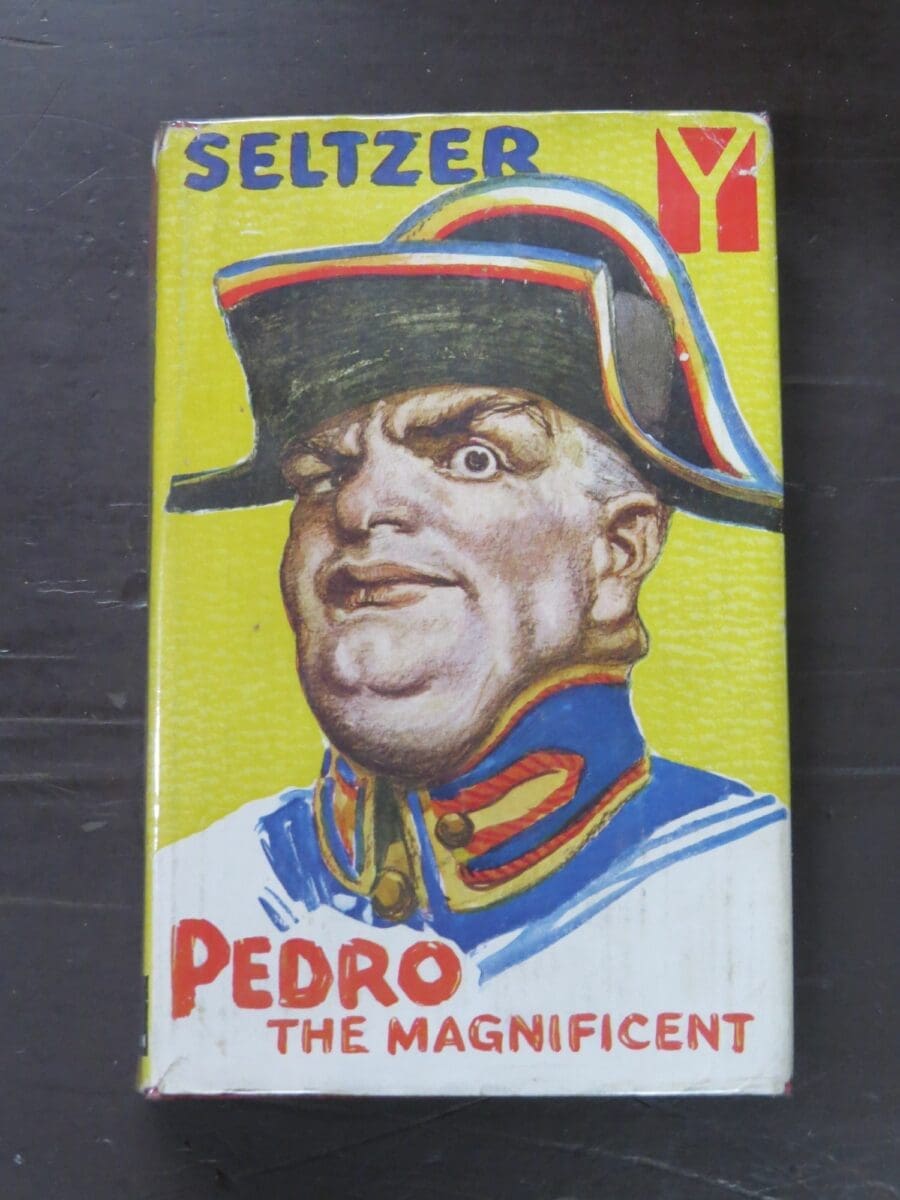 SELTZER
Y
PEDRO
THE MAGNIFICENT